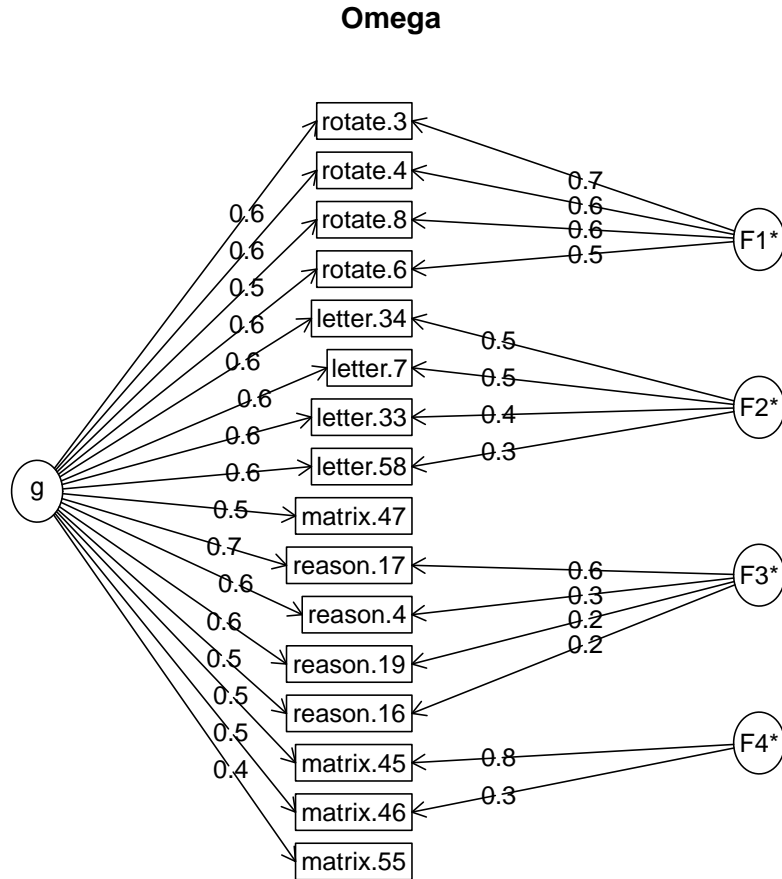 Omega
rotate.3
rotate.4
rotate.8
rotate.6
letter.34
letter.7
letter.33
letter.58
matrix.47
reason.17
reason.4
reason.19
reason.16
matrix.45
matrix.46
matrix.55
g
0.6
0.6
0.5
0.6
0.6
0.6
0.6
0.6
0.5
0.7
0.6
0.6
0.5
0.5
0.5
0.4
0.7
0.6
0.6
0.5
F1*
0.5
0.5
0.4
0.3
F2*
0.6
0.3
0.2
0.2
F3*
0.8
0.3
F4*